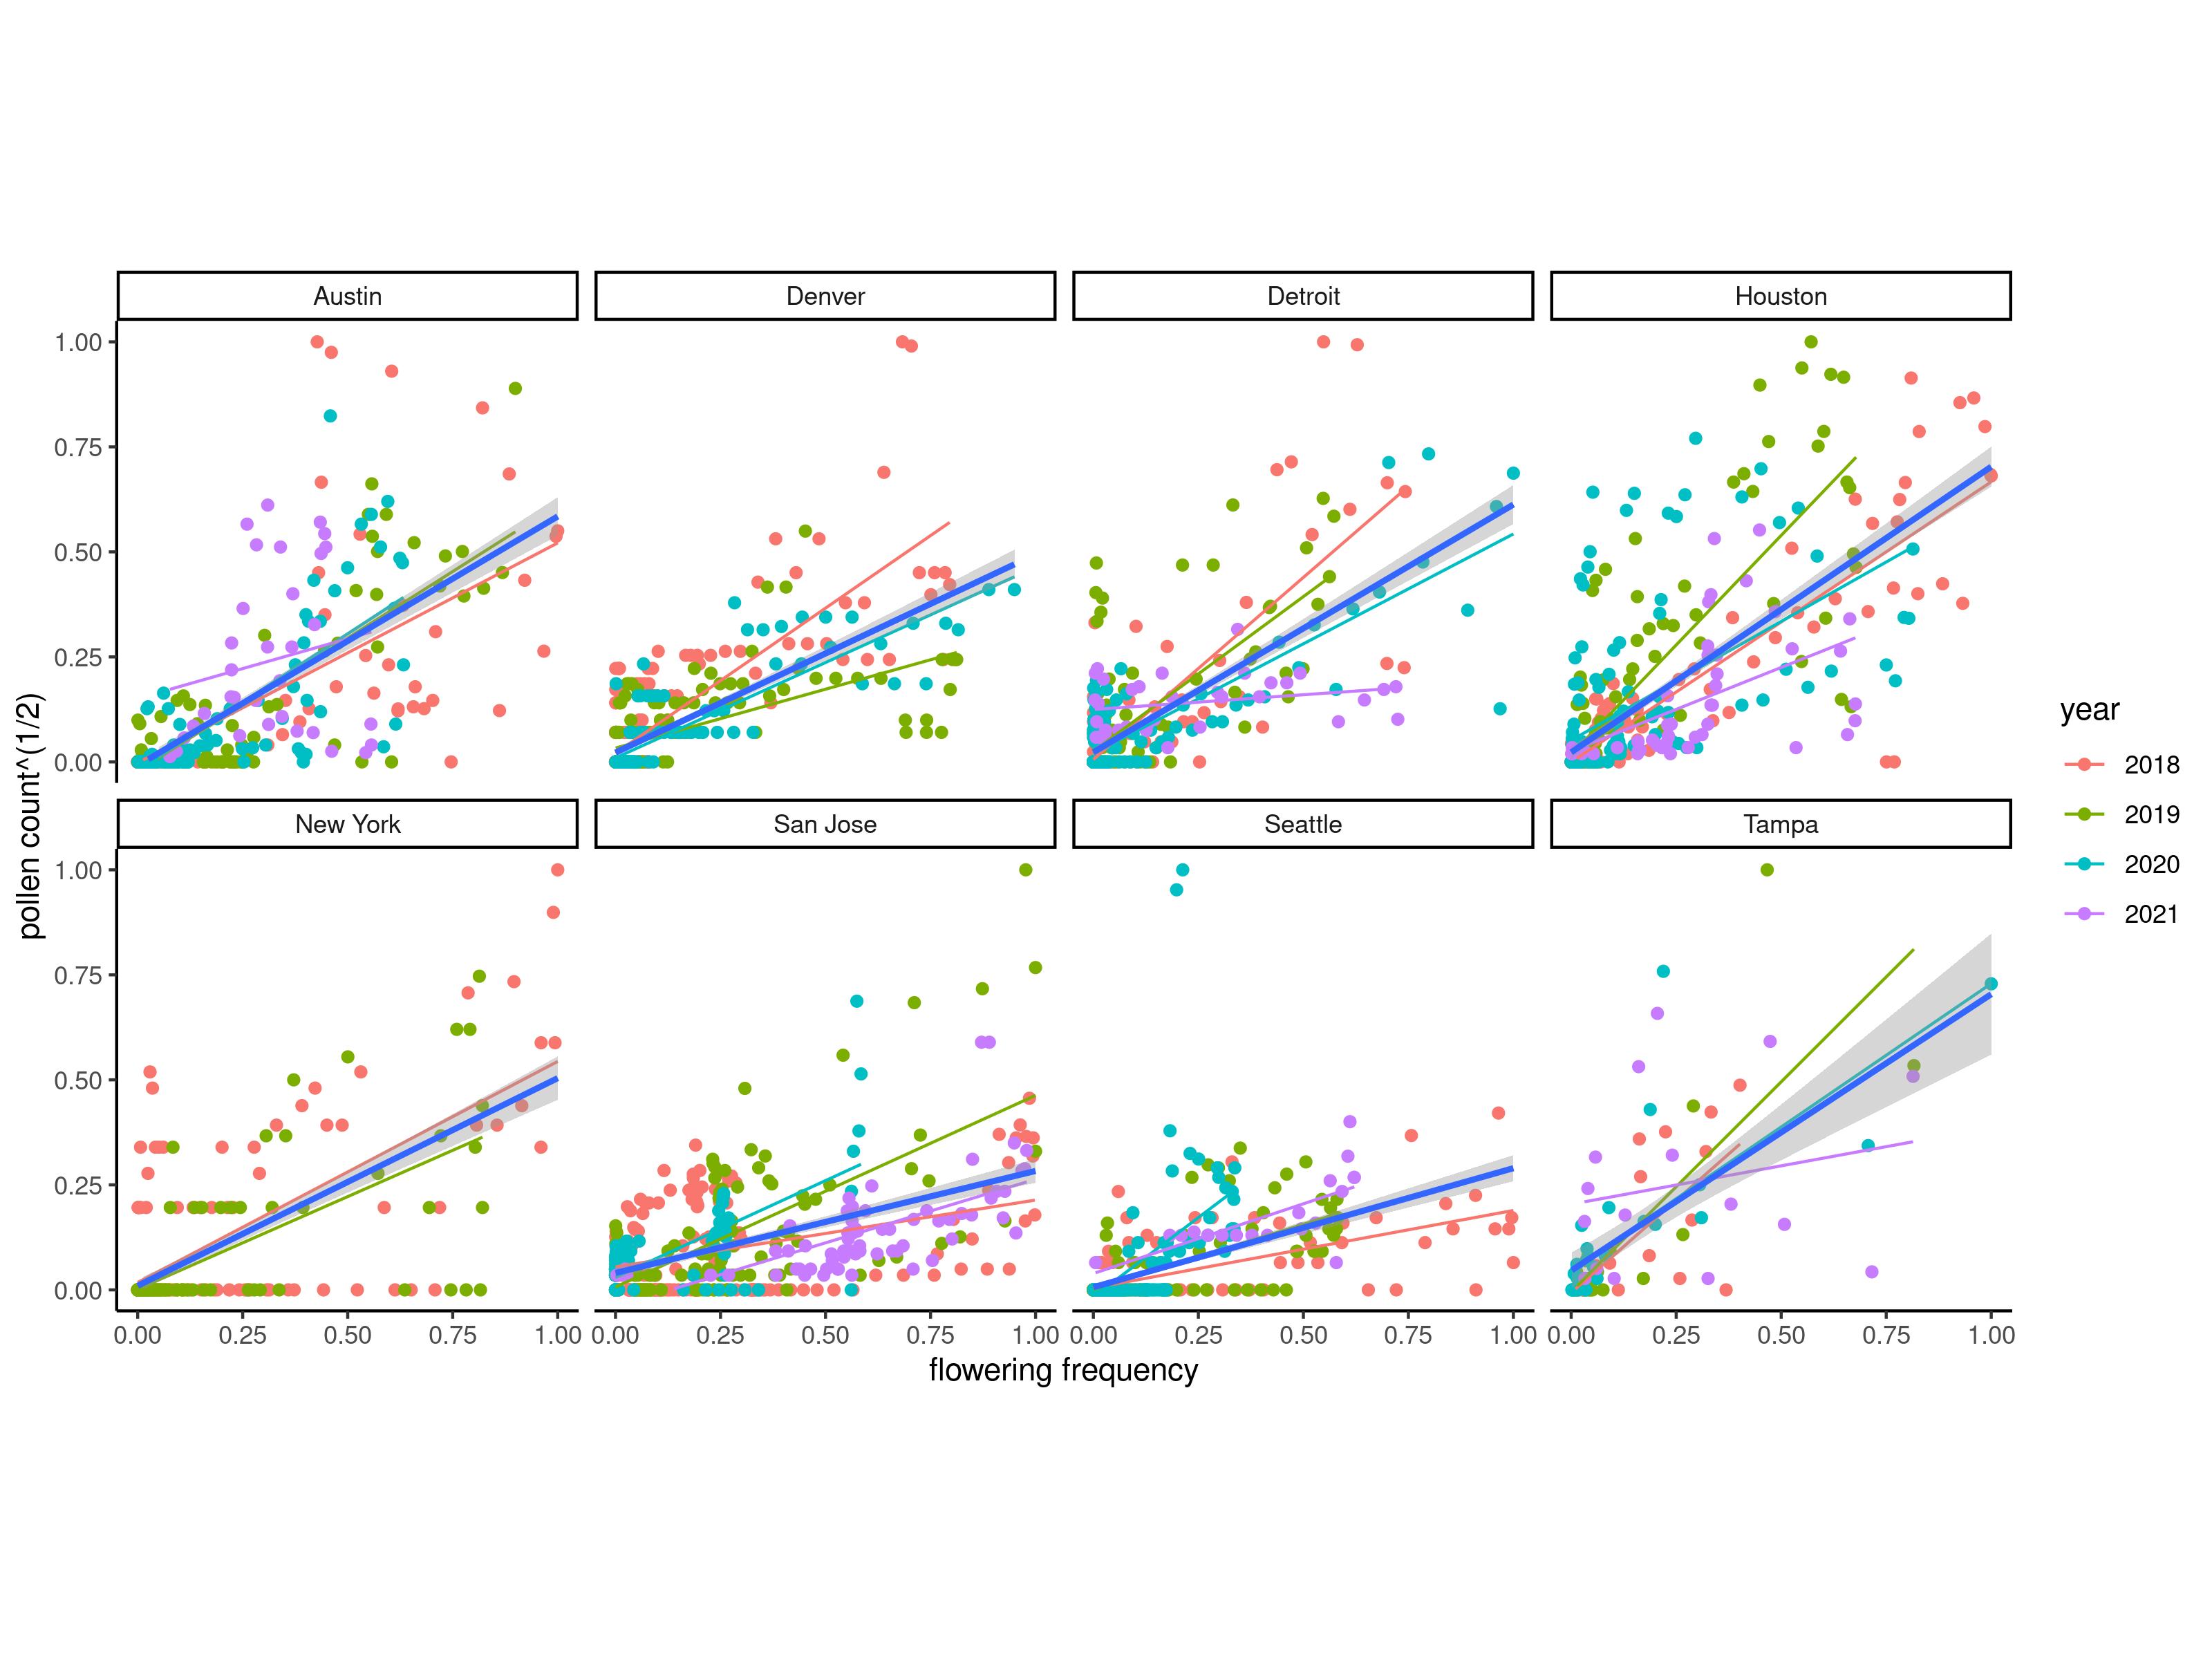 Austin Denver Detroit Houston
1.00
0.75
0.50
0.25
0.00
New York San Jose Seattle Tampa
1.00
0.75
0.50
0.25
0.00
0.00 0.25 0.50 0.75 1.00 0.00 0.25 0.50 0.75 1.00 0.00 0.25 0.50 0.75 1.00 0.00 0.25 0.50 0.75 1.00
flowering frequency
pollen count^(1/2)
year
2018
2019
2020
2021